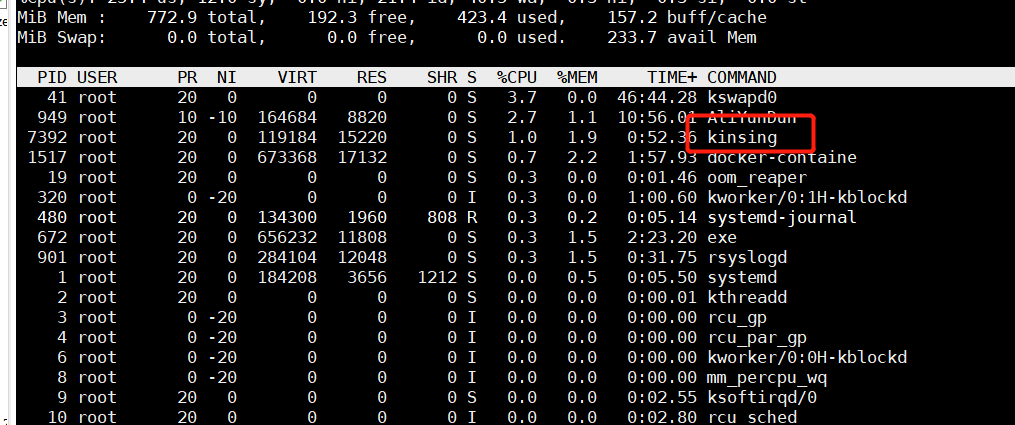 MiB Mem :    772.9 total,    192.3 free,    423.4 used,    157.2 buff/cache
MiB Swap:      0.0 total,      0.0 free,      0.0 used.    233.7 avail Mem
PID USER PR NI VIRT RES SHR S %CPU %MEM TIME+ COMMAND
41 root 20 0 0 0 0 S 3.7 0.0 46:44.28 kswapd0
949 root 10 -10 164684 8820 0 S 2.7 1.1 10:56.01 AliYunDun
7392 root 20 0 119184 15220 0 S 1.0 1.9 0:52.36 kinsing
1517 root 20 0 673368 17132 0 S 0.7 2.2 1:57.93 docker-containe
19 root 20 0 0 0 0 S 0.3 0.0 0:01.46 oom_reaper
320 root 0 -20 0 0 0 I 0.3 0.0 1:00.60 kworker/0:1H-kblockd
480 root 20 0 134300 1960 808 R 0.3 0.2 0:05.14 systemd-journal
672 root 20 0 656232 11808 0 S 0.3 1.5 2:23.20 exe
901 root 20 0 284104 12048 0 S 0.3 1.5 0:31.75 rsyslogd
1 root 20 0 184208 3656 1212 S 0.0 0.5 0:05.50 systemd
2 root 20 0 0 0 0 S 0.0 0.0 0:00.01 kthreadd
3 root 0 -20 0 0 0 I 0.0 0.0 0:00.00 rcu_gp
4 root 0 -20 0 0 0 I 0.0 0.0 0:00.00 rcu_par_gp
6 root 0 -20 0 0 0 I 0.0 0.0 0:00.00 kworker/0:0H-kblockd
8 root 0 -20 0 0 0 I 0.0 0.0 0:00.00 mm_percpu_wq
9 root 20 0 0 0 0 S 0.0 0.0 0:02.55 ksoftirqd/0
10 root 20 0 0 0 0 I 0.0 0.0 0:02.80 rcu_sched